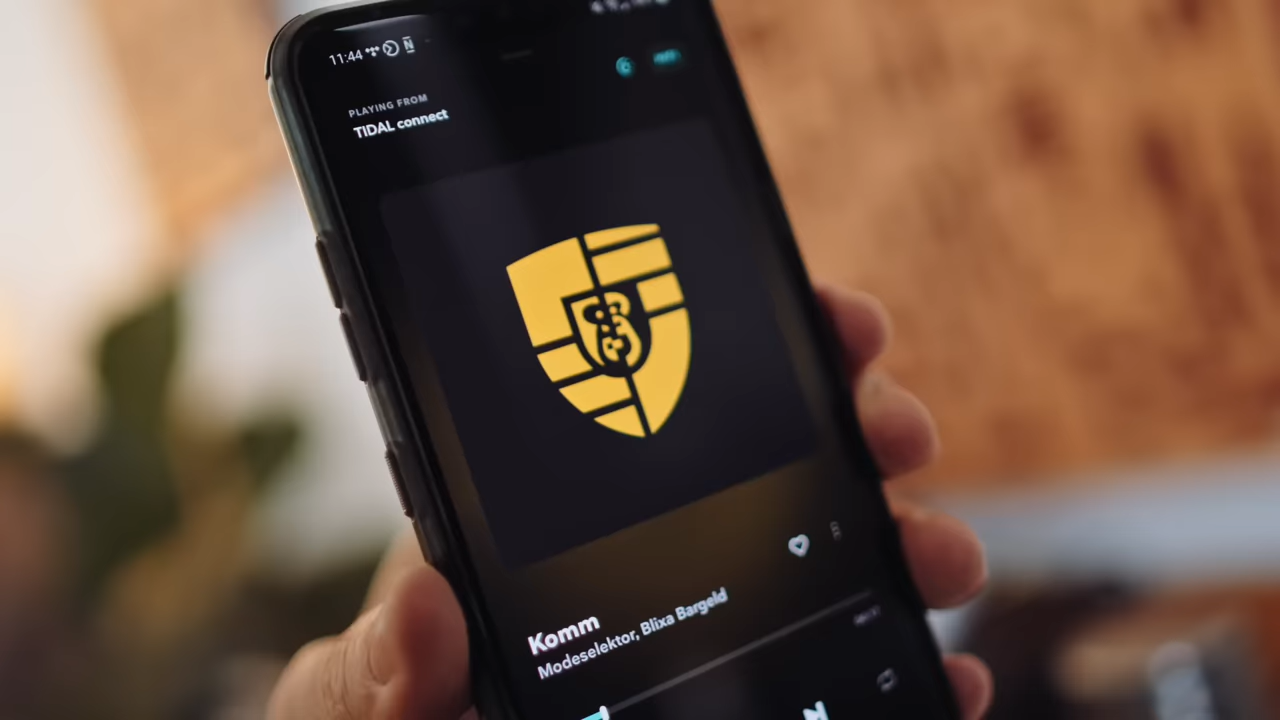 11:44
PLAYING FROM
TIDAL connect
Komm
Modeselektor, Blixa Bargeld